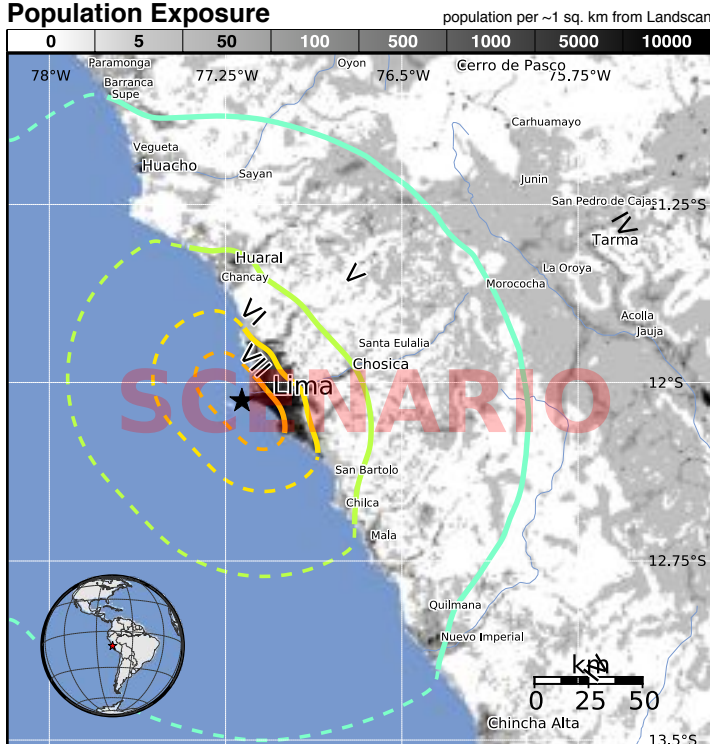 Population Exposure
population per ~1 sq. km from Landscan
0 5 50 100 500 1000 5000 10000
78°W 77.25°W 76.5°W 75.75°W
Paramonga
Oyon
Cerro de Pasco
Barranca
Supe
Carhuamayo
Vegueta
Huacho
Sayan
Junin
San Pedro de Cajas
11.25°S
IV
Tarma
Huaral
Chancay
V
La Oroya
Morococha
VI
Acolla
Jauja
Santa Eulalia
VII
Chosica
Lima
12°S
SCENARIO
San Bartolo
Chilca
Mala
12.75°S
Quilmana
Nuevo Imperial
km
0 25 50
Chincha Alta
13.5°S